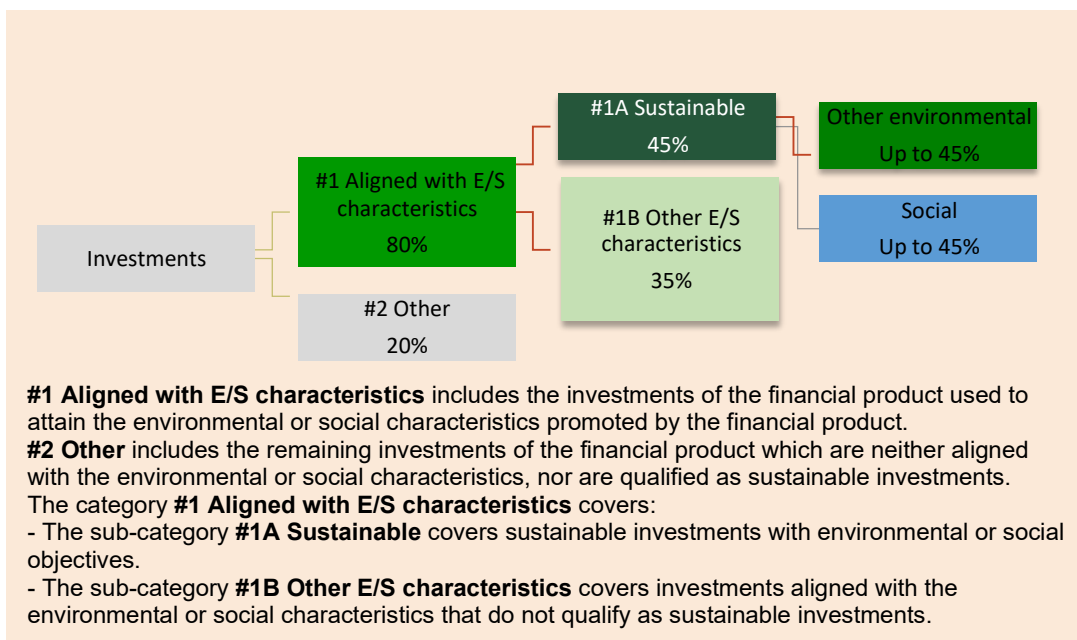 Investments
#1 Aligned with E/S
characteristics
80%
#2 Other
20%
#1A Sustainable
45%
#1B Other E/S
characteristics
35%
Other environmental
Up to 45%
Social
Up to 45%
#1 Aligned with E/S characteristics includes the investments of the financial product used to
attain the environmental or social characteristics promoted by the financial product.
#2 Other includes the remaining investments of the financial product which are neither aligned
with the environmental or social characteristics, nor are qualified as sustainable investments.
The category #1 Aligned with E/S characteristics covers:
- The sub-category #1A Sustainable covers sustainable investments with environmental or social
objectives.
- The sub-category #1B Other E/S characteristics covers investments aligned with the
environmental or social characteristics that do not qualify as sustainable investments.